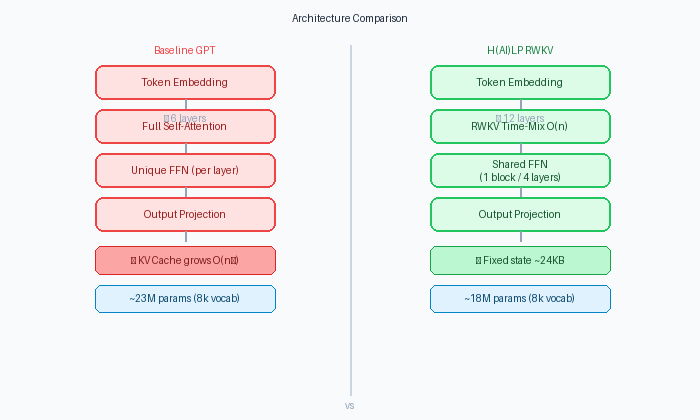 Architecture Comparison
Baseline GPT
Token Embedding
6 layers
Full Self-Attention
Unique FFN (per layer)
Output Projection
KV Cache grows O(n)
~23M params (8k vocab)
H(AI)LP RWKV
Token Embedding
12 layers
RWKV Time-Mix O(n)
Shared FFN
(1 block / 4 layers)
Output Projection
Fixed state ~24KB
~18M params (8k vocab)
vs